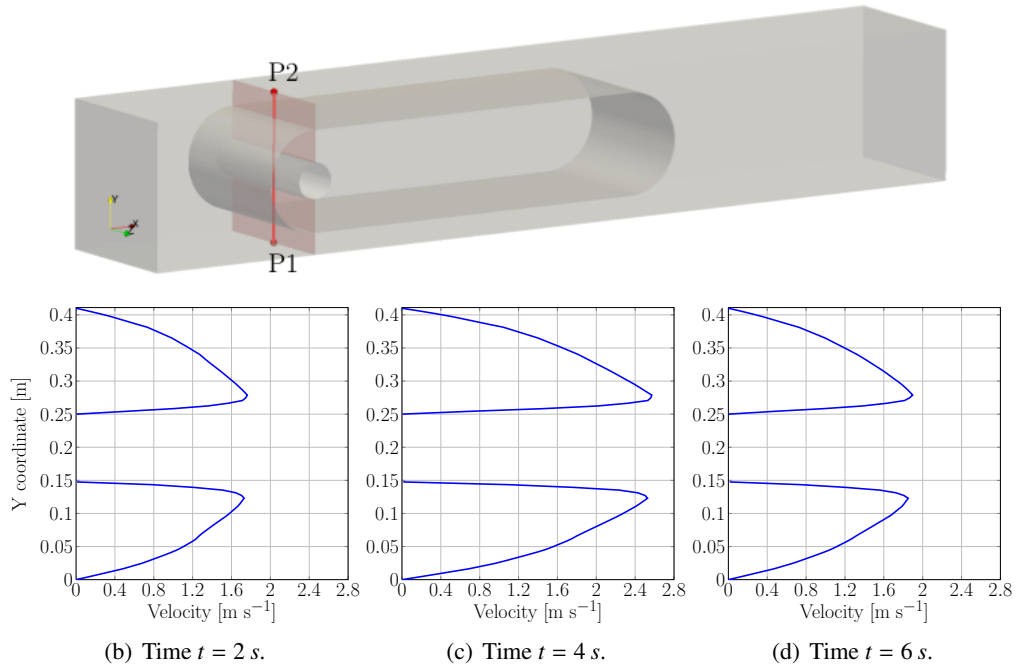 P2
Y
X
Z
P1
Y coordinate [m]
0.4
0.35
0.3
0.25
0.2
0.15
0.1
0.05
0
0 0.4 0.8 1.2 1.6 2 2.4 2.8
Velocity [m s⁻¹]
(b) Time t = 2 s.
0.4
0.35
0.3
0.25
0.2
0.15
0.1
0.05
0
0 0.4 0.8 1.2 1.6 2 2.4 2.8
Velocity [m s⁻¹]
(c) Time t = 4 s.
0.4
0.35
0.3
0.25
0.2
0.15
0.1
0.05
0
0 0.4 0.8 1.2 1.6 2 2.4 2.8
Velocity [m s⁻¹]
(d) Time t = 6 s.